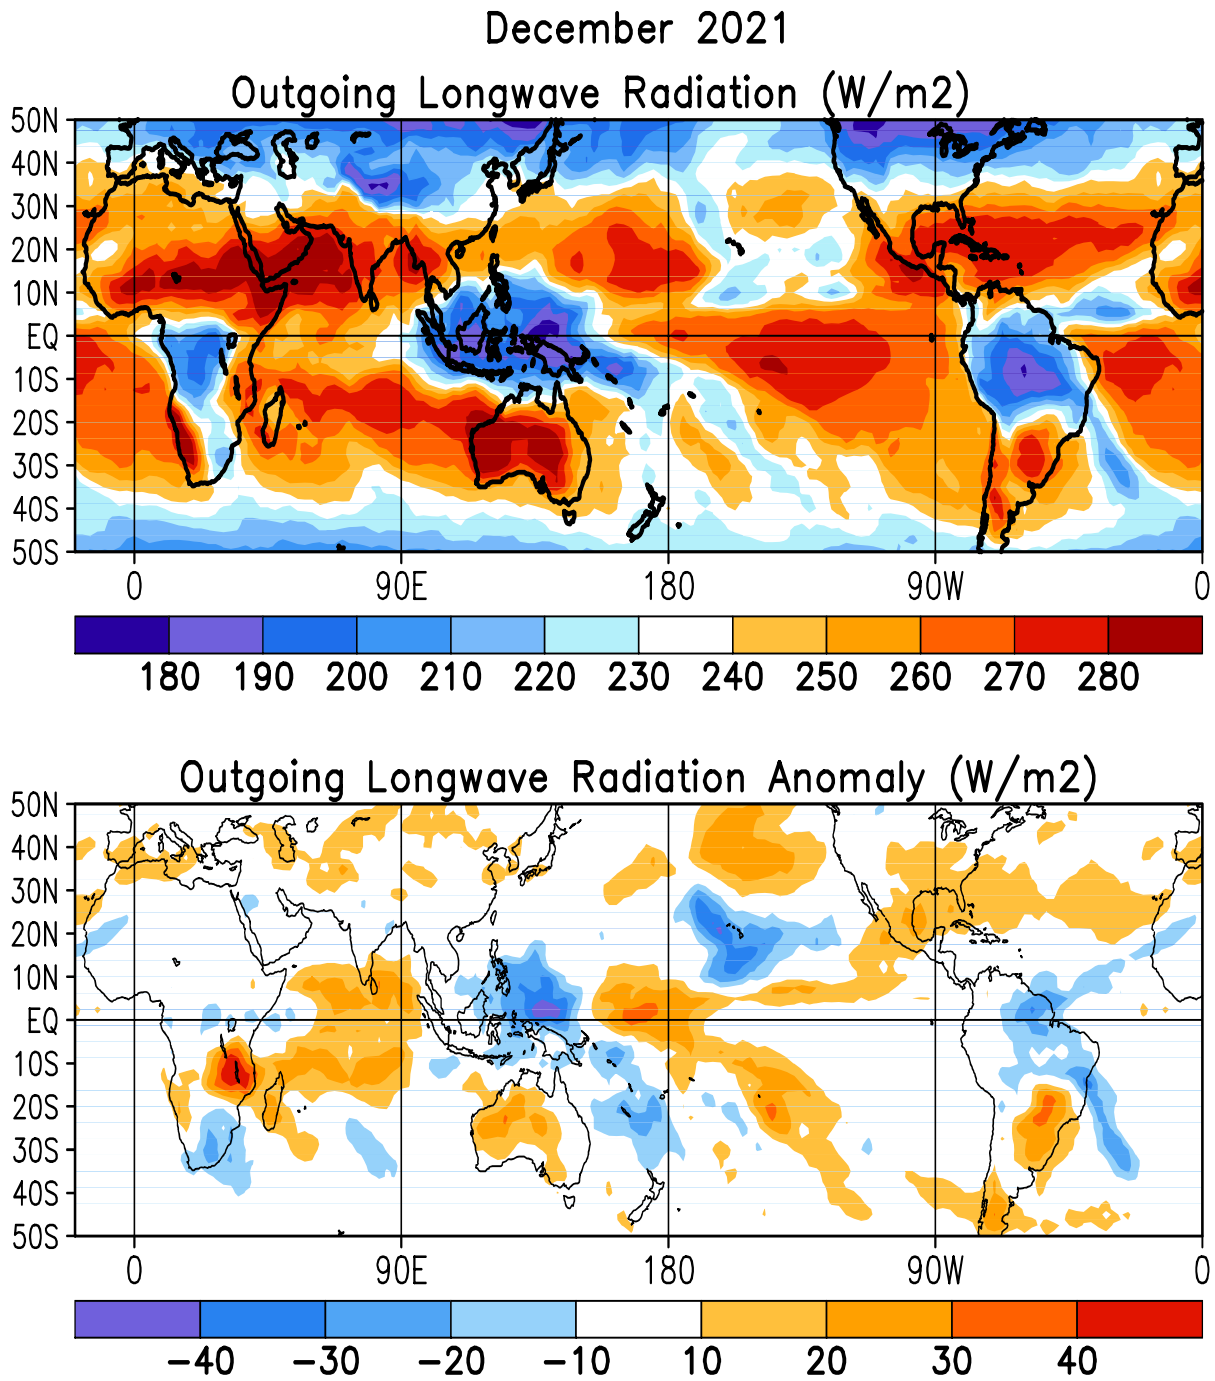 December 2021
Outgoing Longwave Radiation (W/m2)
50N
40N
30N
20N
10N
EQ
10S
20S
30S
40S
50S
0 90E 180 90W 0
180 190 200 210 220 230 240 250 260 270 280
Outgoing Longwave Radiation Anomaly (W/m2)
50N
40N
30N
20N
10N
EQ
10S
20S
30S
40S
50S
0 90E 180 90W 0
-40 -30 -20 -10 10 20 30 40